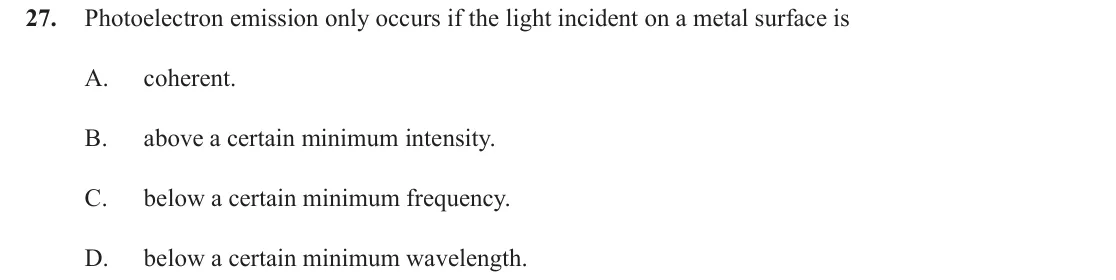 27. Photoelectron emission only occurs if the light incident on a metal surface is
A. coherent.
B. above a certain minimum intensity.
C. below a certain minimum frequency.
D. below a certain minimum wavelength.